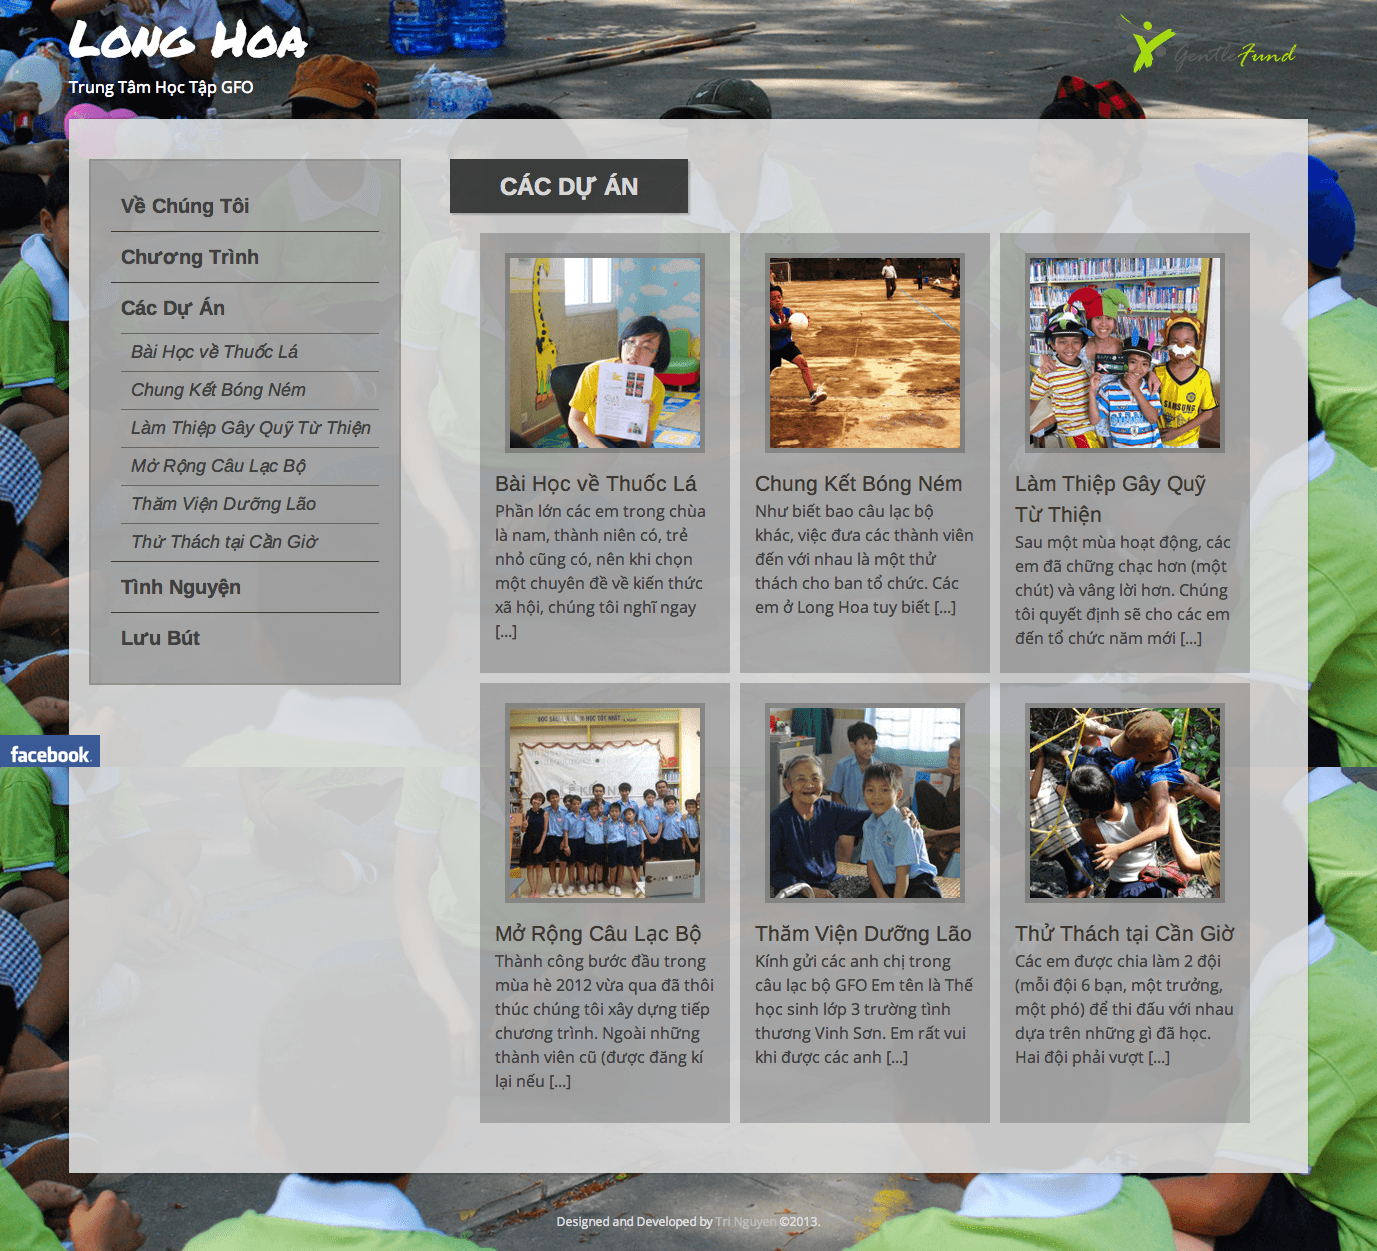 Long Hoa
Trung Tâm Học Tập GFO
GentleFund
Về Chúng Tôi
Chương Trình
Các Dự Án
Bài Học về Thuốc Lá
Chung Kết Bóng Ném
Làm Thiệp Gây Quỹ Từ Thiện
Mở Rộng Câu Lạc Bộ
Thăm Viện Dưỡng Lão
Thử Thách tại Cần Giờ
Tình Nguyện
Lưu Bút
facebook
CÁC DỰ ÁN
Bài Học về Thuốc Lá
Phần lớn các em trong chùa
là nam, thành niên có, trẻ
nhỏ cũng có, nên khi chọn
một chuyên đề về kiến thức
xã hội, chúng tôi nghĩ ngay
[...]
Chung Kết Bóng Ném
Như biết bao câu lạc bộ
khác, việc đưa các thành viên
đến với nhau là một thử
thách cho ban tổ chức. Các
em ở Long Hoa tuy biết [...]
SAMSUNG
Làm Thiệp Gây Quỹ
Từ Thiện
Sau một mùa hoạt động, các
em đã chững chạc hơn (một
chút) và vâng lời hơn. Chúng
tôi quyết định sẽ cho các em
đến tổ chức năm mới [...]
Mở Rộng Câu Lạc Bộ
Thành công bước đầu trong
mùa hè 2012 vừa qua đã thôi
thúc chúng tôi xây dựng tiếp
chương trình. Ngoài những
thành viên cũ (được đăng kí
lại nếu [...]
Thăm Viện Dưỡng Lão
Kính gửi các anh chị trong
câu lạc bộ GFO Em tên là Thế
học sinh lớp 3 trường tình
thương Vinh Sơn. Em rất vui
khi được các anh [...]
Thử Thách tại Cần Giờ
Các em được chia làm 2 đội
(mỗi đội 6 bạn, một trưởng,
một phó) để thi đấu với nhau
dựa trên những gì đã học.
Hai đội phải vượt [...]
Designed and Developed by Tri Nguyen ©2013.